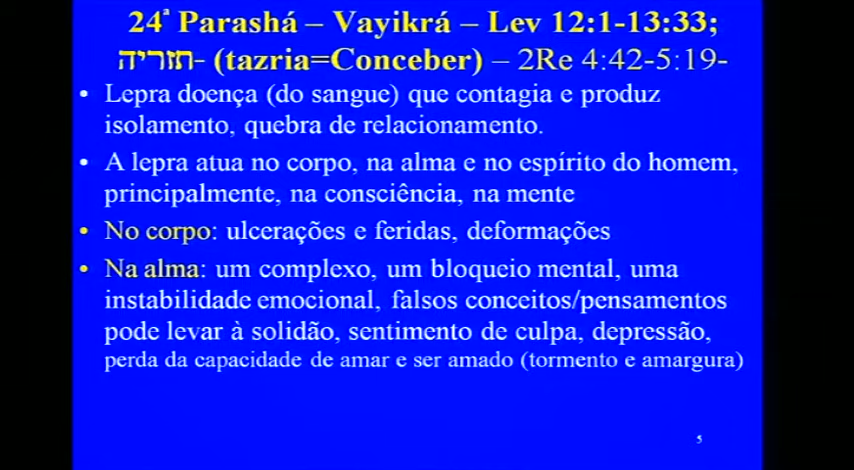 24ª Parashá – Vayikrá – Lev 12:1-13:33;
תזריה- (tazria=Conceber) – 2Re 4:42-5:19-
• Lepra doença (do sangue) que contagia e produz
isolamento, quebra de relacionamento.
• A lepra atua no corpo, na alma e no espírito do homem,
principalmente, na consciência, na mente
• No corpo: ulcerações e feridas, deformações
• Na alma: um complexo, um bloqueio mental, uma
instabilidade emocional, falsos conceitos/pensamentos
pode levar à solidão, sentimento de culpa, depressão,
perda da capacidade de amar e ser amado (tormento e amargura)
5